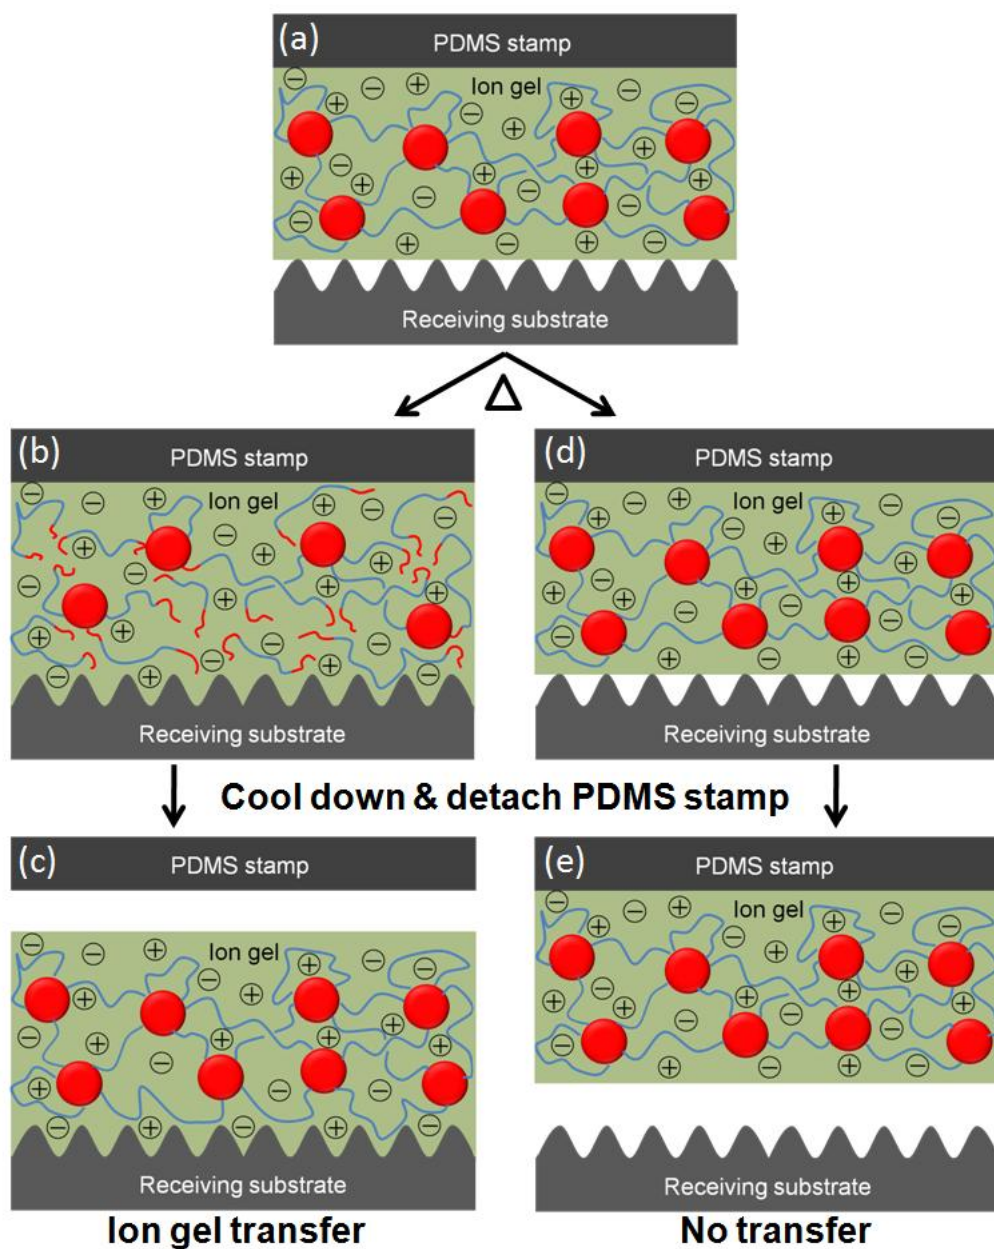 (a)
PDMS stamp
Ion gel
Receiving substrate
Δ
(b)
PDMS stamp
Ion gel
Receiving substrate
(d)
PDMS stamp
Ion gel
Receiving substrate
Cool down & detach PDMS stamp
(c)
PDMS stamp
Ion gel
Receiving substrate
Ion gel transfer
(e)
PDMS stamp
Ion gel
Receiving substrate
No transfer